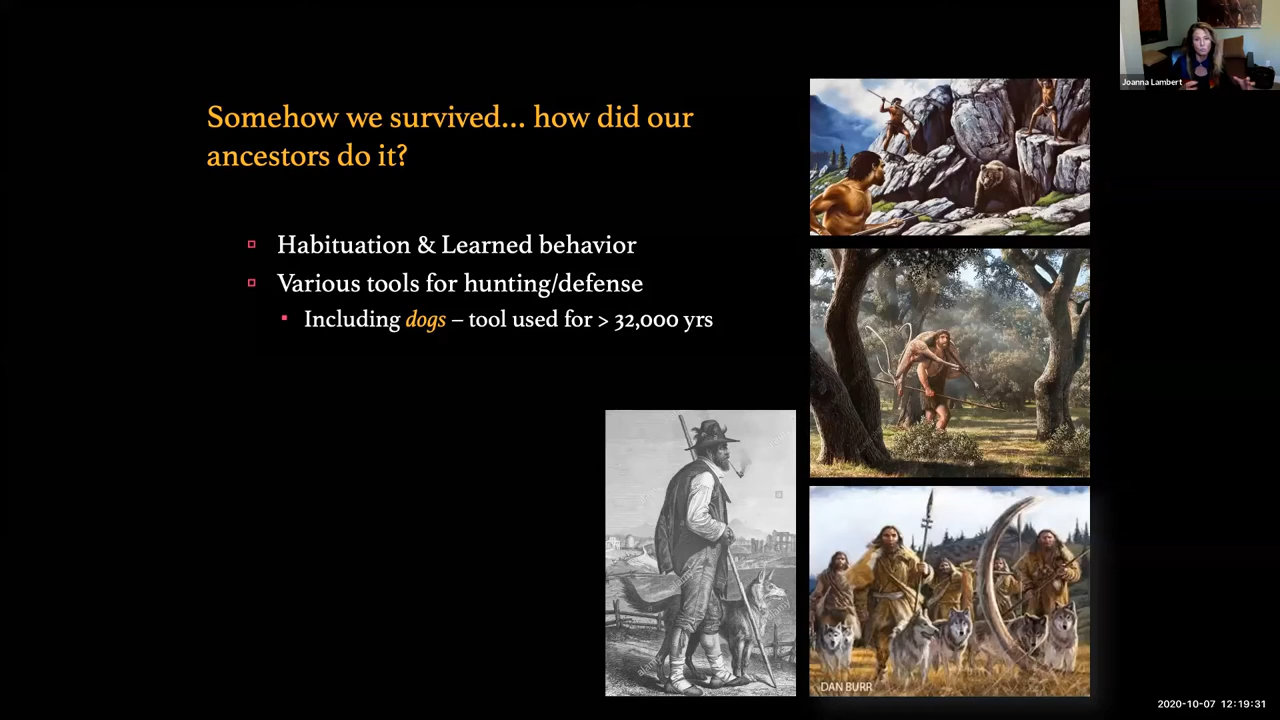 Joanna Lambert
Somehow we survived... how did our
ancestors do it?
Habituation & Learned behavior
Various tools for hunting/defense
Including dogs – tool used for > 32,000 yrs
DAN BURR
2020-10-07 12:19:31